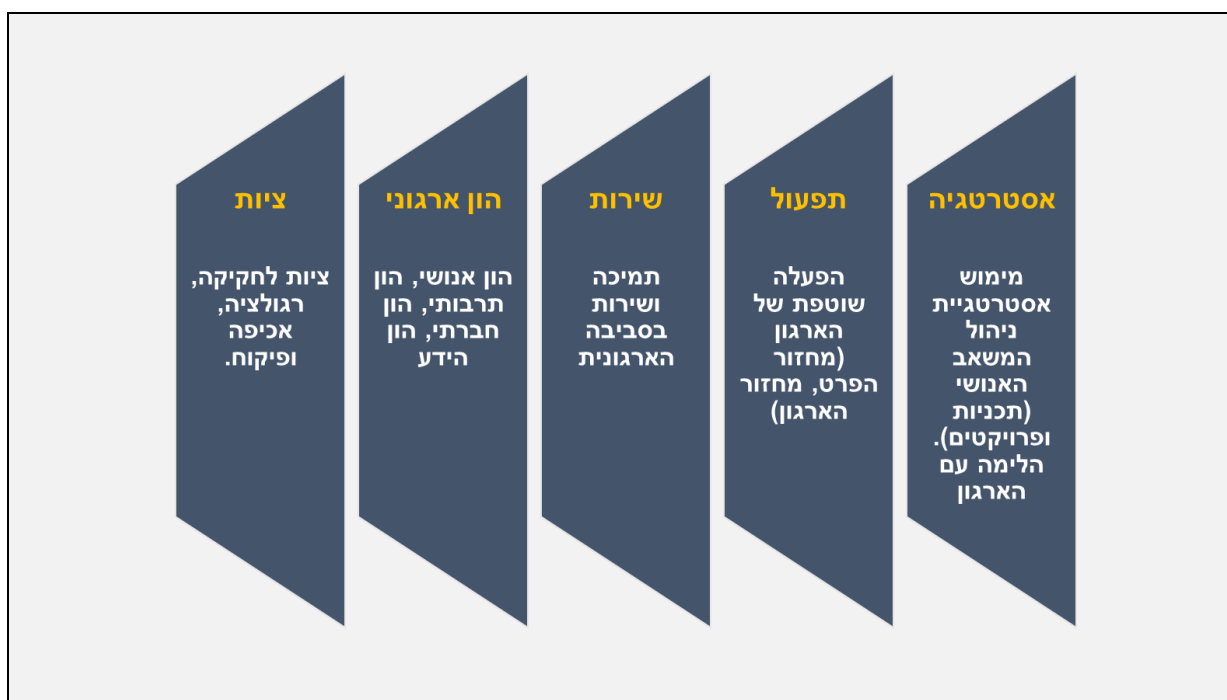 אסטרטגיה
מימוש
אסטרטגיית
ניהול
המשאב
האנושי
(תכניות
ופרויקטים).
הלימה עם
הארגון
תפעול
הפעלה
שוטפת של
הארגון
(מחזור
הפרט, מחזור
הארגון)
שירות
תמיכה
ושירות
בסביבה
הארגונית
הון ארגוני
הון אנושי, הון
תרבותי, הון
חברתי, הון
הידע
ציות
ציות לחקיקה,
רגולציה,
אכיפה
ופיקוח.